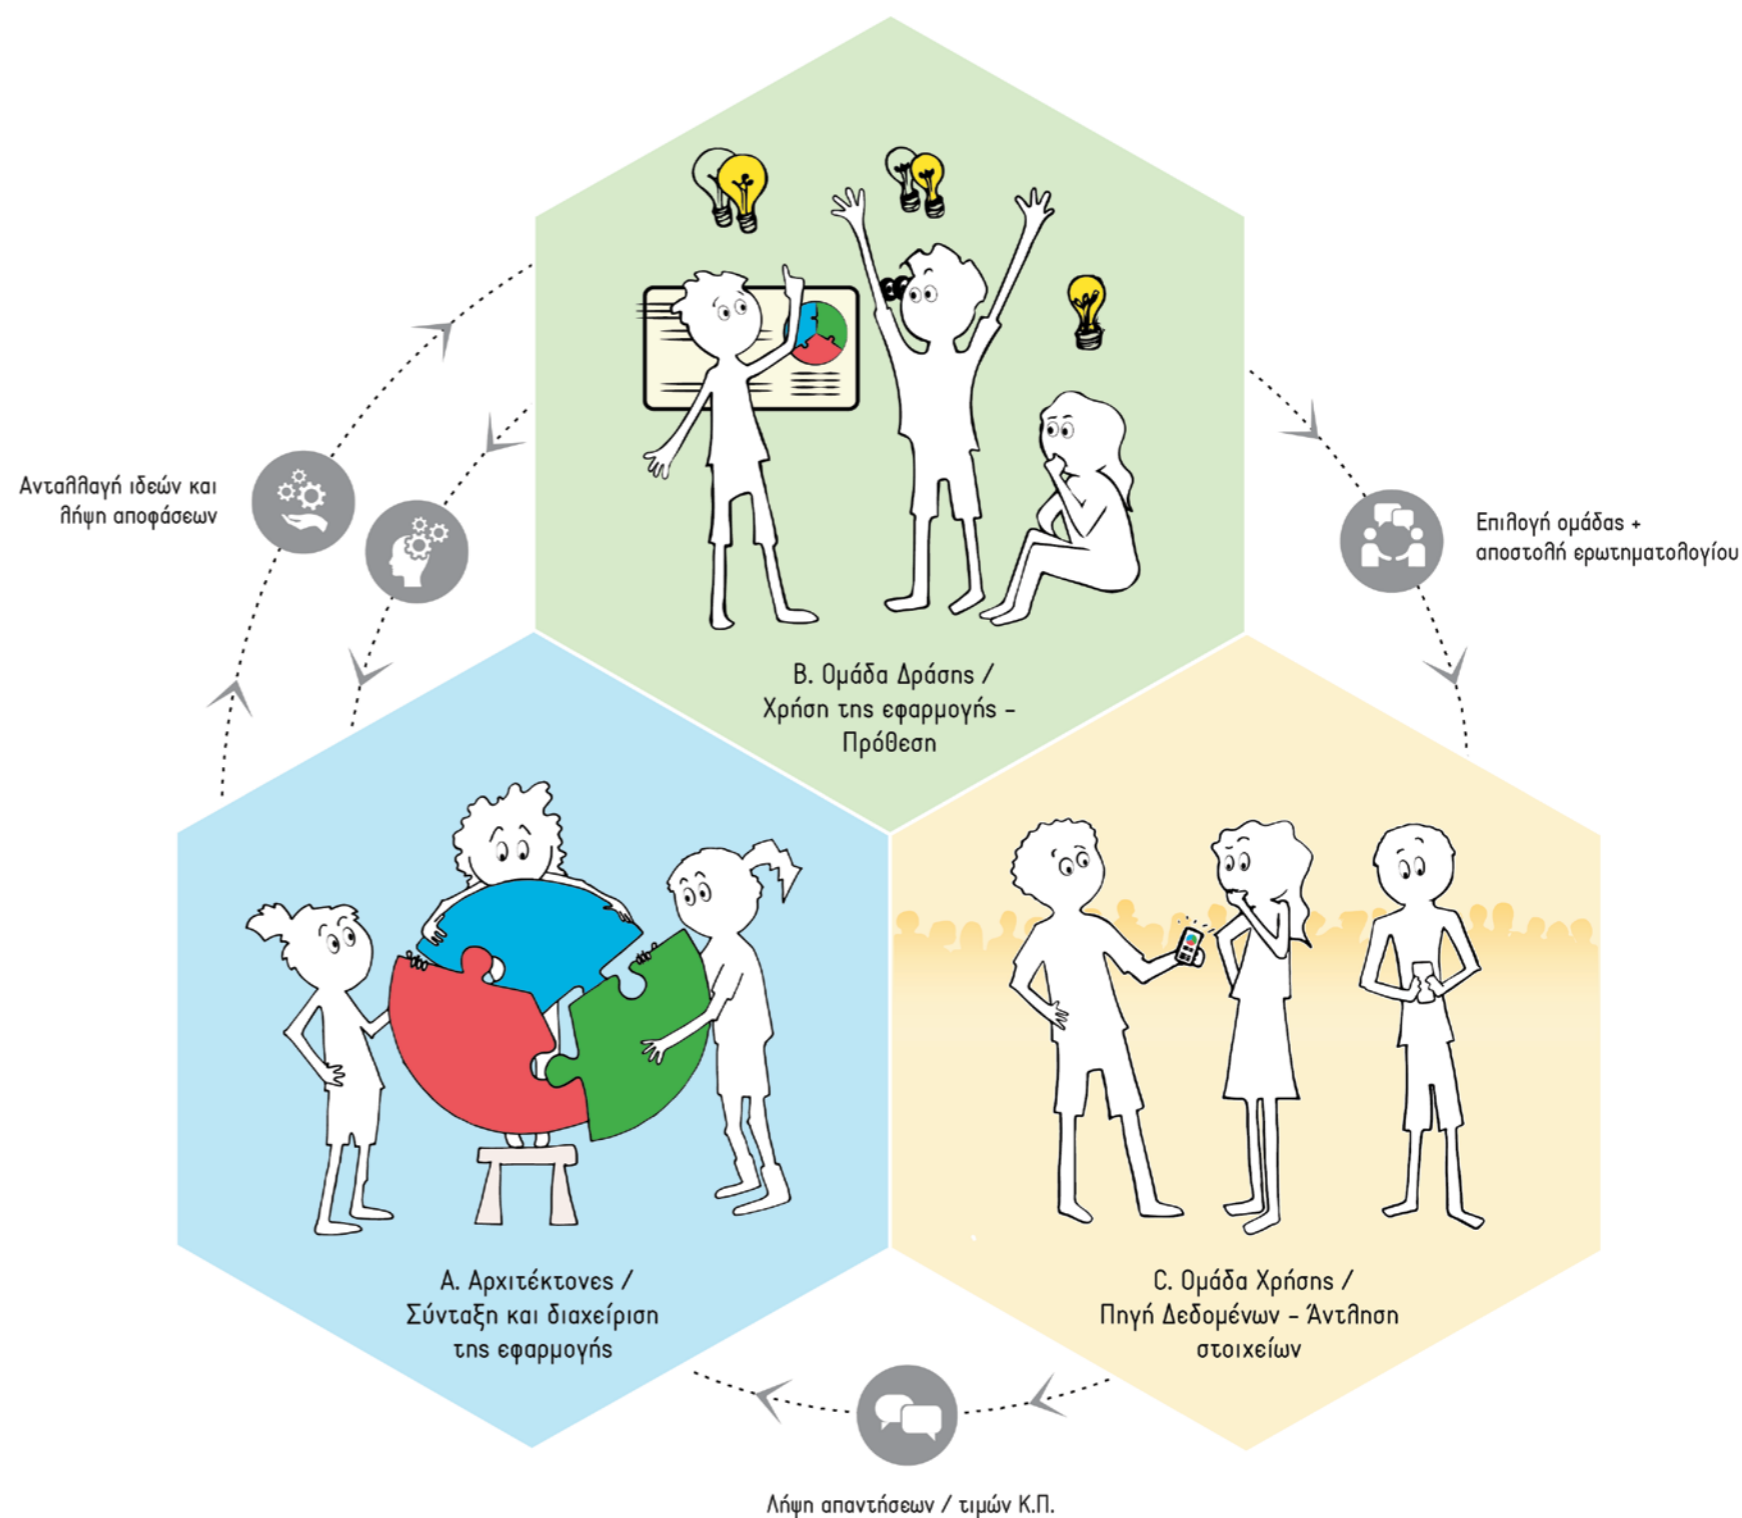 Β. Ομάδα Δράσης /
Χρήση της εφαρμογής –
Πρόθεση
Ανταλλαγή ιδεών και
λήψη αποφάσεων
Επιλογή ομάδας +
αποστολή ερωτηματολογίου
Α. Αρχιτέκτονες /
Σύνταξη και διαχείριση
της εφαρμογής
C. Ομάδα Χρήσης /
Πηγή Δεδομένων – Άντληση
στοιχείων
Λήψη απαντήσεων / τιμών Κ.Π.